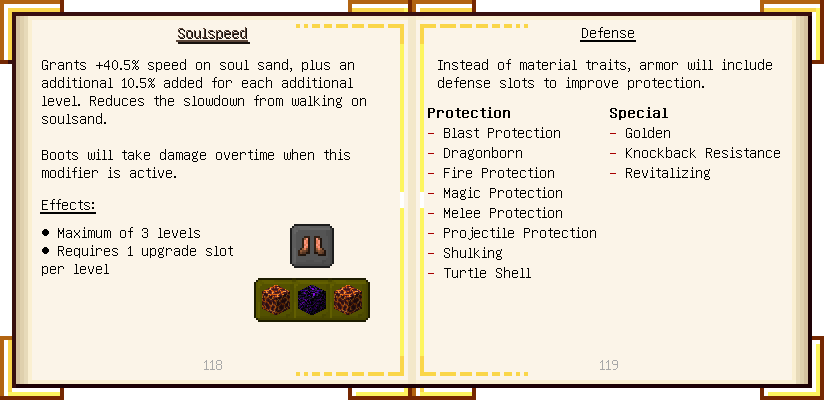 Soulspeed
Grants +40.5% speed on soul sand, plus an
additional 10.5% added for each additional
level. Reduces the slowdown from walking on
soulsand.
Boots will take damage overtime when this
modifier is active.
Effects:
● Maximum of 3 levels
● Requires 1 upgrade slot
per level
118
Defense
Instead of material traits, armor will include
defense slots to improve protection.
Protection
- Blast Protection
- Dragonborn
- Fire Protection
- Magic Protection
- Melee Protection
- Projectile Protection
- Shulking
- Turtle Shell
Special
- Golden
- Knockback Resistance
- Revitalizing
119